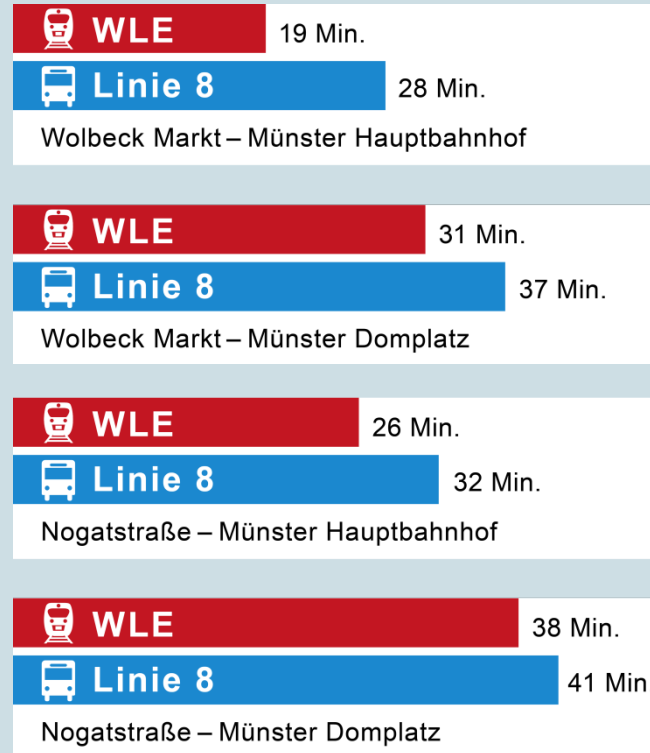 WLE 19 Min.
Linie 8 28 Min.
Wolbeck Markt – Münster Hauptbahnhof
WLE 31 Min.
Linie 8 37 Min.
Wolbeck Markt – Münster Domplatz
WLE 26 Min.
Linie 8 32 Min.
Nogatstraße – Münster Hauptbahnhof
WLE 38 Min.
Linie 8 41 Min
Nogatstraße – Münster Domplatz